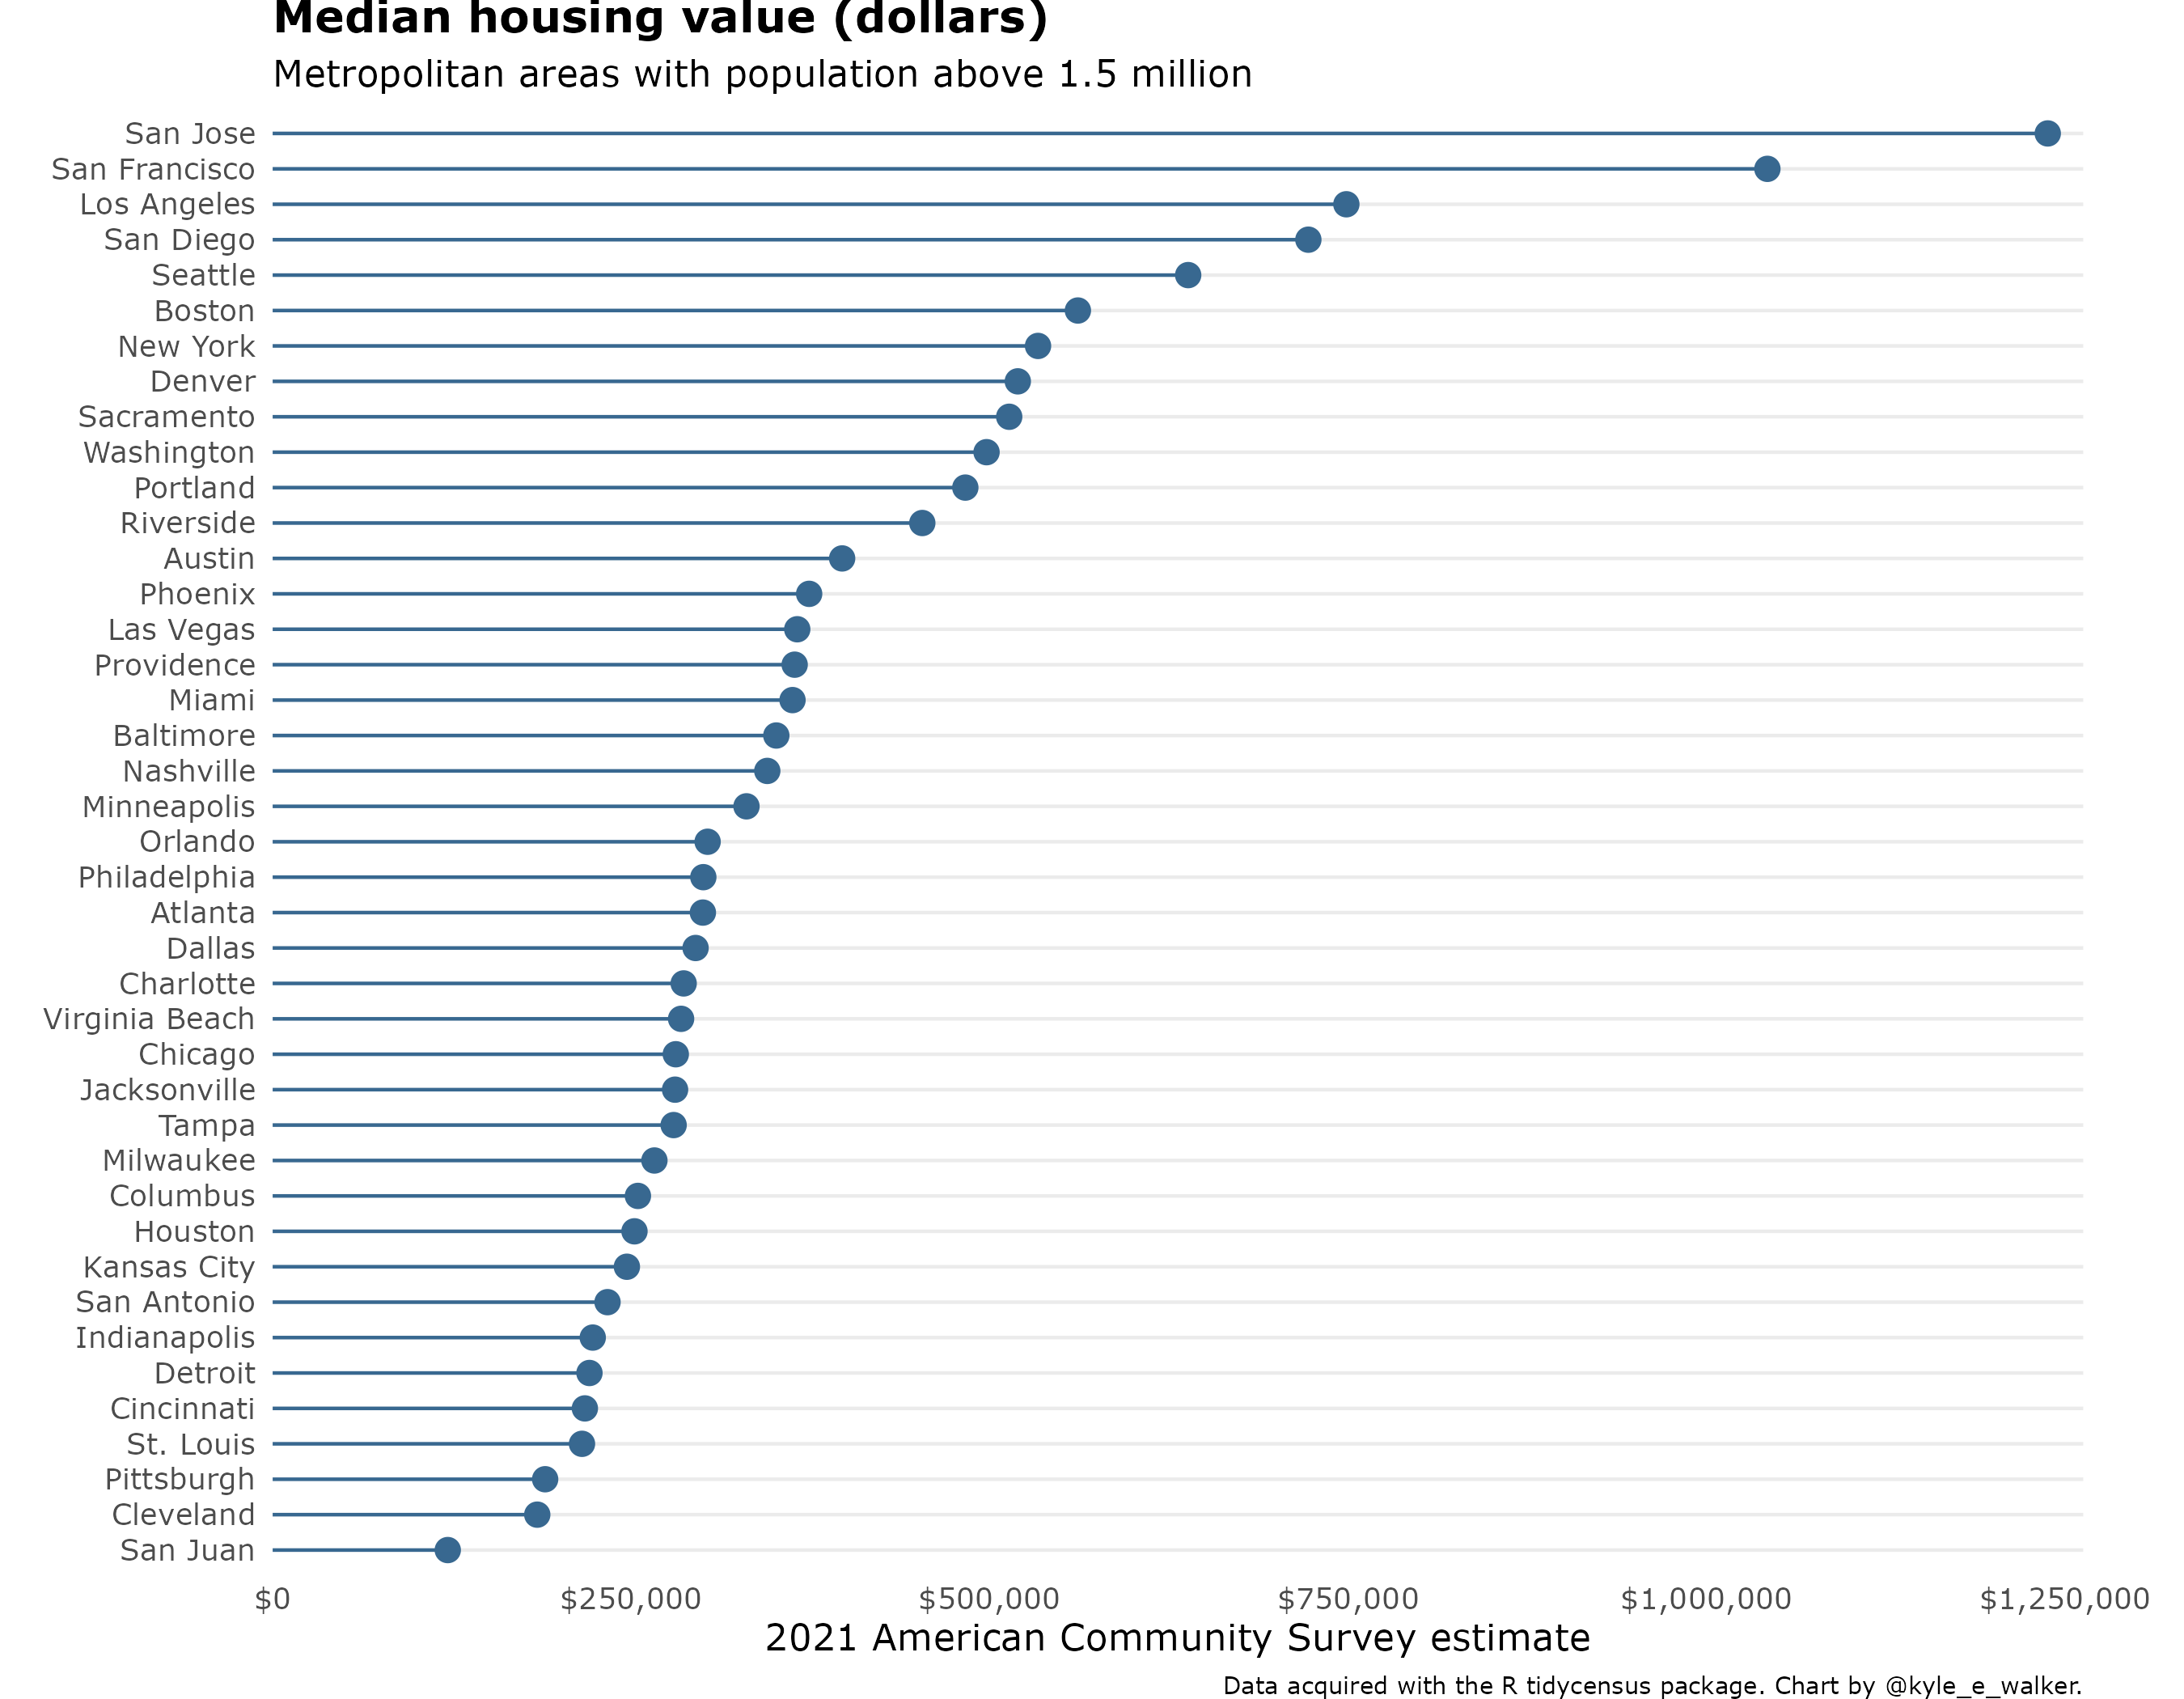 Median housing value (dollars)
Metropolitan areas with population above 1.5 million
San Jose
San Francisco
Los Angeles
San Diego
Seattle
Boston
New York
Denver
Sacramento
Washington
Portland
Riverside
Austin
Phoenix
Las Vegas
Providence
Miami
Baltimore
Nashville
Minneapolis
Orlando
Philadelphia
Atlanta
Dallas
Charlotte
Virginia Beach
Chicago
Jacksonville
Tampa
Milwaukee
Columbus
Houston
Kansas City
San Antonio
Indianapolis
Detroit
Cincinnati
St. Louis
Pittsburgh
Cleveland
San Juan
$0 $250,000 $500,000 $750,000 $1,000,000 $1,250,000
2021 American Community Survey estimate
Data acquired with the R tidycensus package. Chart by @kyle_e_walker.